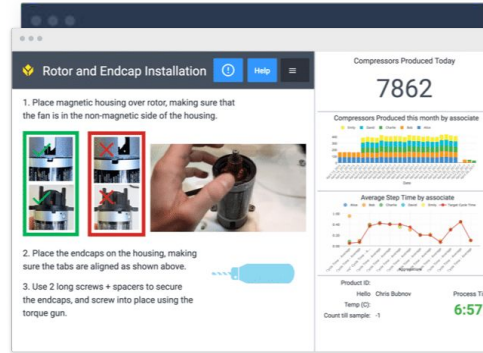 Rotor and Endcap Installation
Help
1. Place magnetic housing over rotor, making sure that
the fan is in the non-magnetic side of the housing.
2. Place the endcaps on the housing, making
sure the tabs are aligned as shown above.
3. Use 2 long screws + spacers to secure
the endcaps, and screw into place using the
torque gun.
Compressors Produced Today
7862
Compressors Produced this month by associate
Average Step Time by associate
Product ID:
Hello Chris Bubnov
Temp (C):
Count till sample: -1
Process Ti
6:57